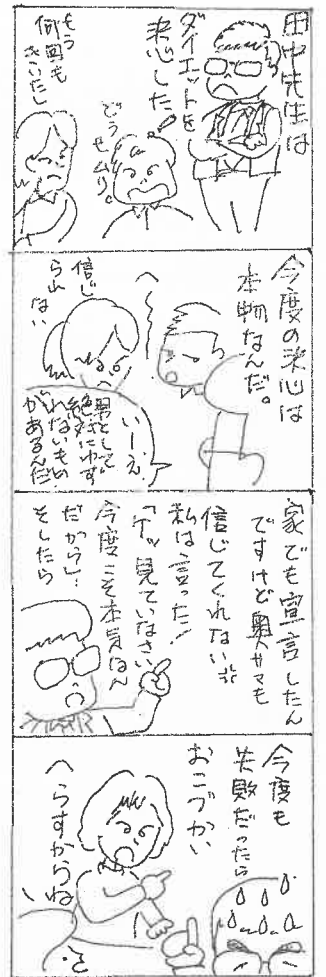 田中先生は
ダイエットを
決心した!
どうせムリ。
もう
何回も
きいたし
今度の決心は
本物なんだ。
へ〜
信じ
られ
ない
いーえ
男として
絶対にゆず
れないもの
があるんだ
家でも宣言したん
ですけど奥サマも
信じてくれない
私は言った!
「ケッ見ていなさい
今度こそ本気なん
だから」:
そしたら
今度も
失敗だったら
おこづかい
へらすからね